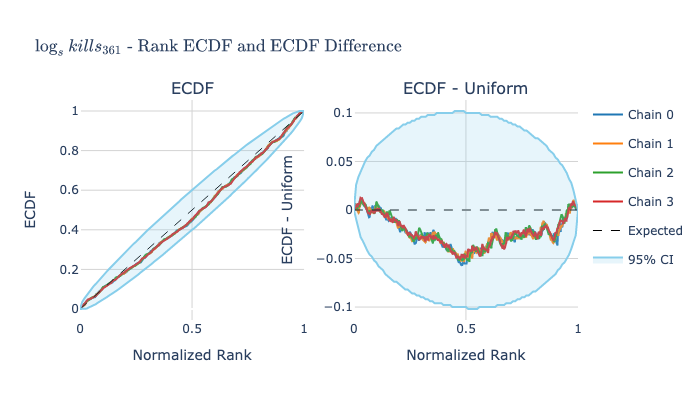 log_s kills_361 - Rank ECDF and ECDF Difference
ECDF
ECDF - Uniform
1
0.8
0.6
0.4
0.2
0
ECDF
0
0.5
1
Normalized Rank
0.1
0.05
0
−0.05
−0.1
ECDF - Uniform
0
0.5
1
Normalized Rank
Chain 0
Chain 1
Chain 2
Chain 3
Expected
95% CI